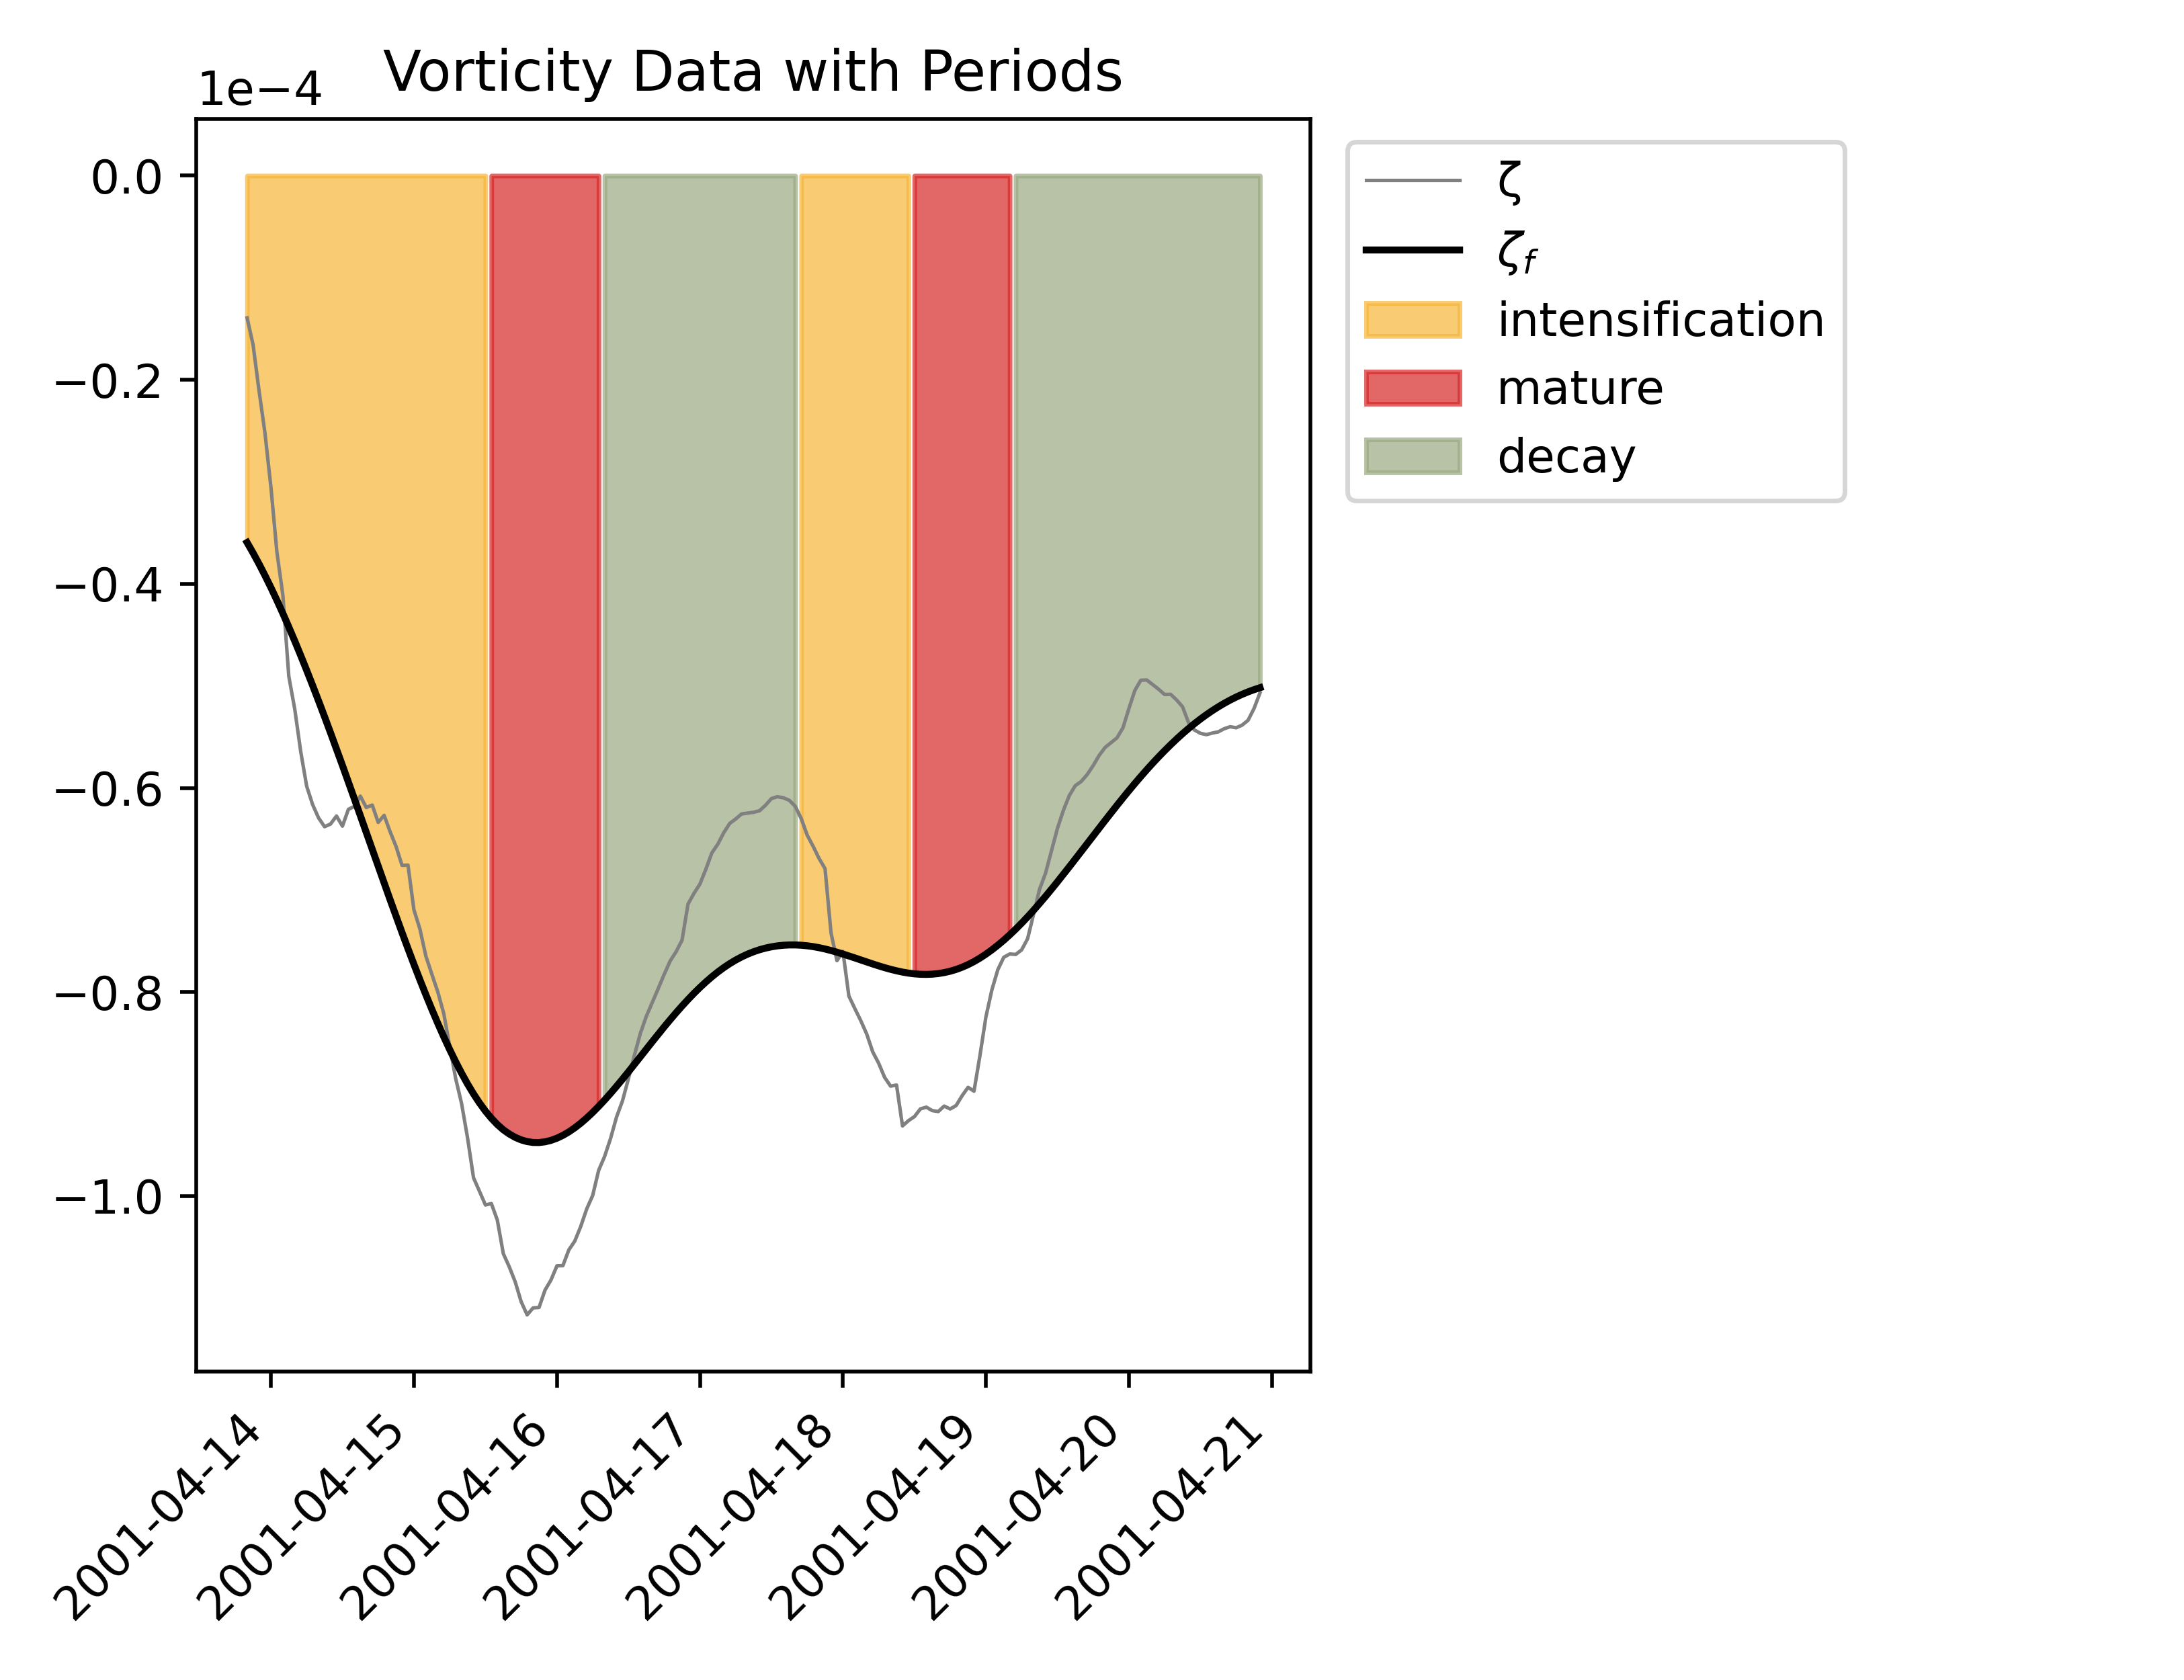 Vorticity Data with Periods
1e−4
0.0
−0.2
−0.4
−0.6
−0.8
−1.0
2001-04-14
2001-04-15
2001-04-16
2001-04-17
2001-04-18
2001-04-19
2001-04-20
2001-04-21
ζ
ζf
intensification
mature
decay